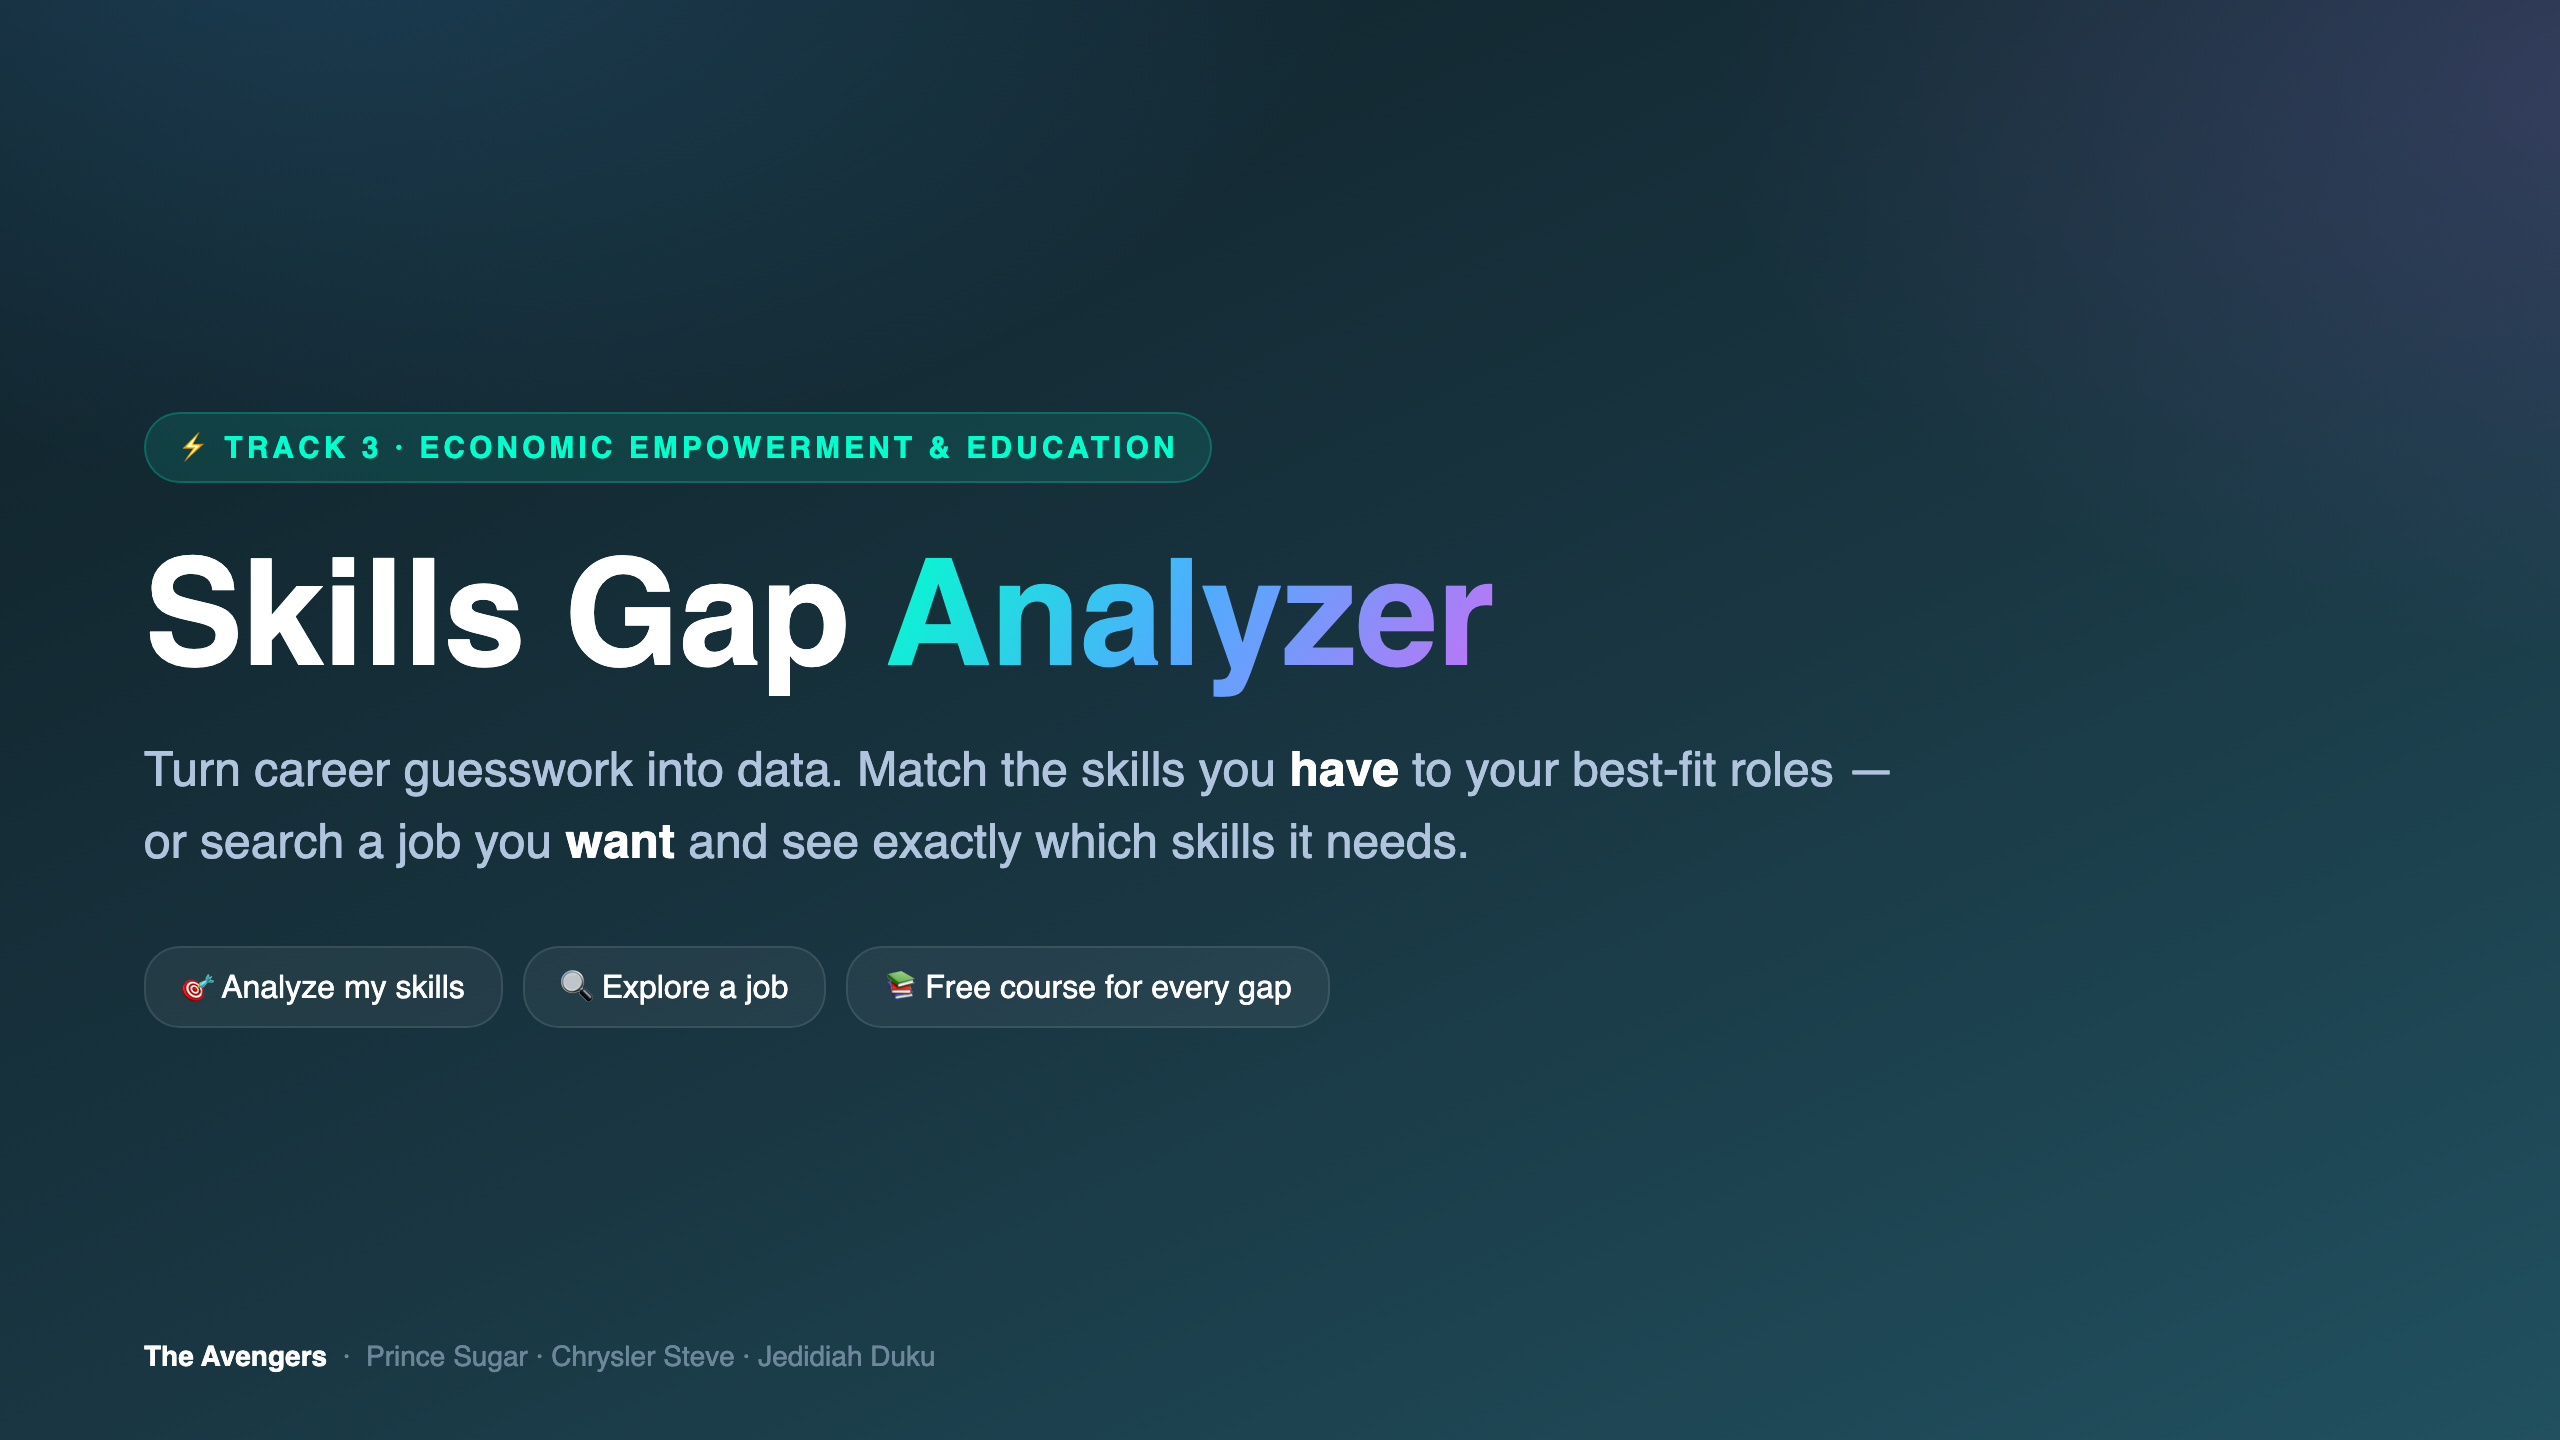 ⚡ TRACK 3 · ECONOMIC EMPOWERMENT & EDUCATION
Skills Gap Analyzer
Turn career guesswork into data. Match the skills you have to your best-fit roles —
or search a job you want and see exactly which skills it needs.
🎯 Analyze my skills
🔍 Explore a job
📚 Free course for every gap
The Avengers · Prince Sugar · Chrysler Steve · Jedidiah Duku